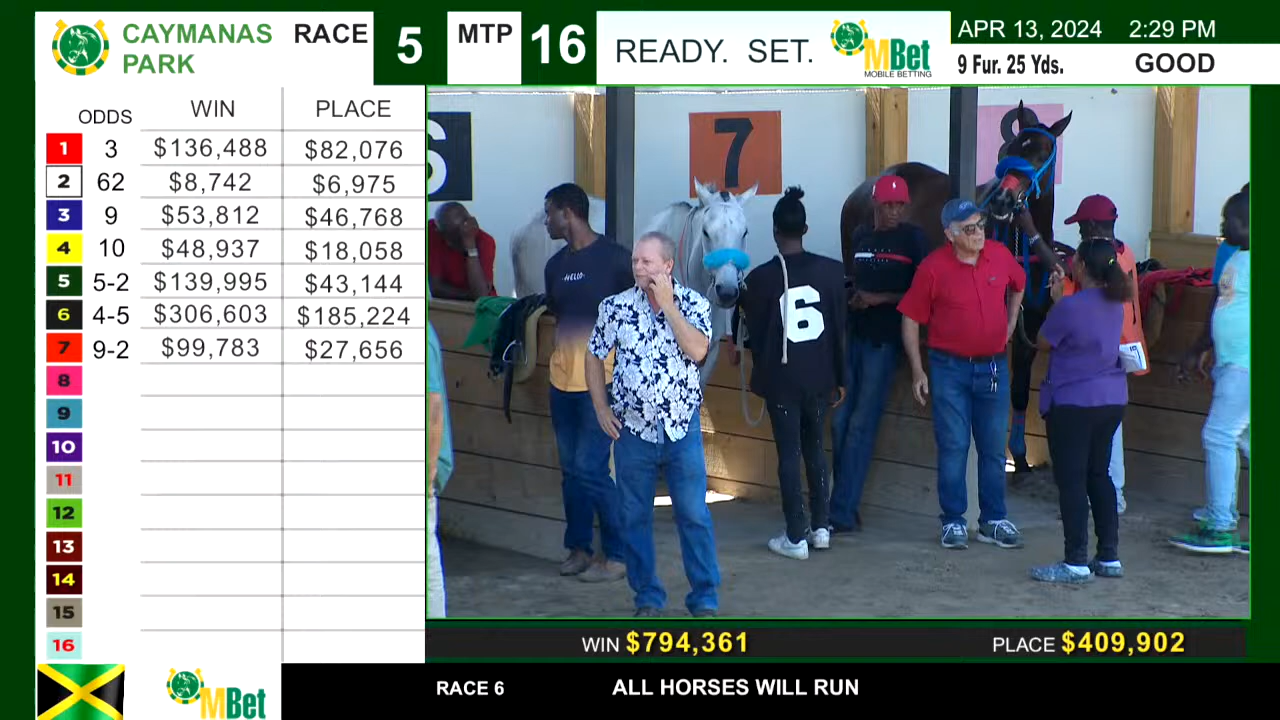 CAYMANAS PARK
RACE 5
MTP 16
READY. SET.
MBet
MOBILE BETTING
APR 13, 2024 2:29 PM
9 Fur. 25 Yds. GOOD
ODDS WIN PLACE
1 3 $136,488 $82,076
2 62 $8,742 $6,975
3 9 $53,812 $46,768
4 10 $48,937 $18,058
5 5-2 $139,995 $43,144
6 4-5 $306,603 $185,224
7 9-2 $99,783 $27,656
8
9
10
11
12
13
14
15
16
6
7
8
HELLO
6
WIN $794,361 PLACE $409,902
MBet
RACE 6 ALL HORSES WILL RUN